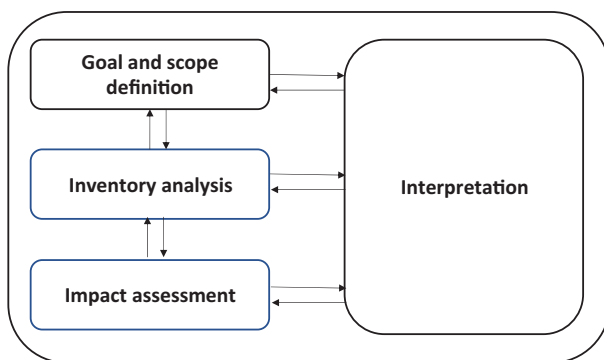 Goal and scope
definition
Inventory analysis
Interpretation
Impact assessment